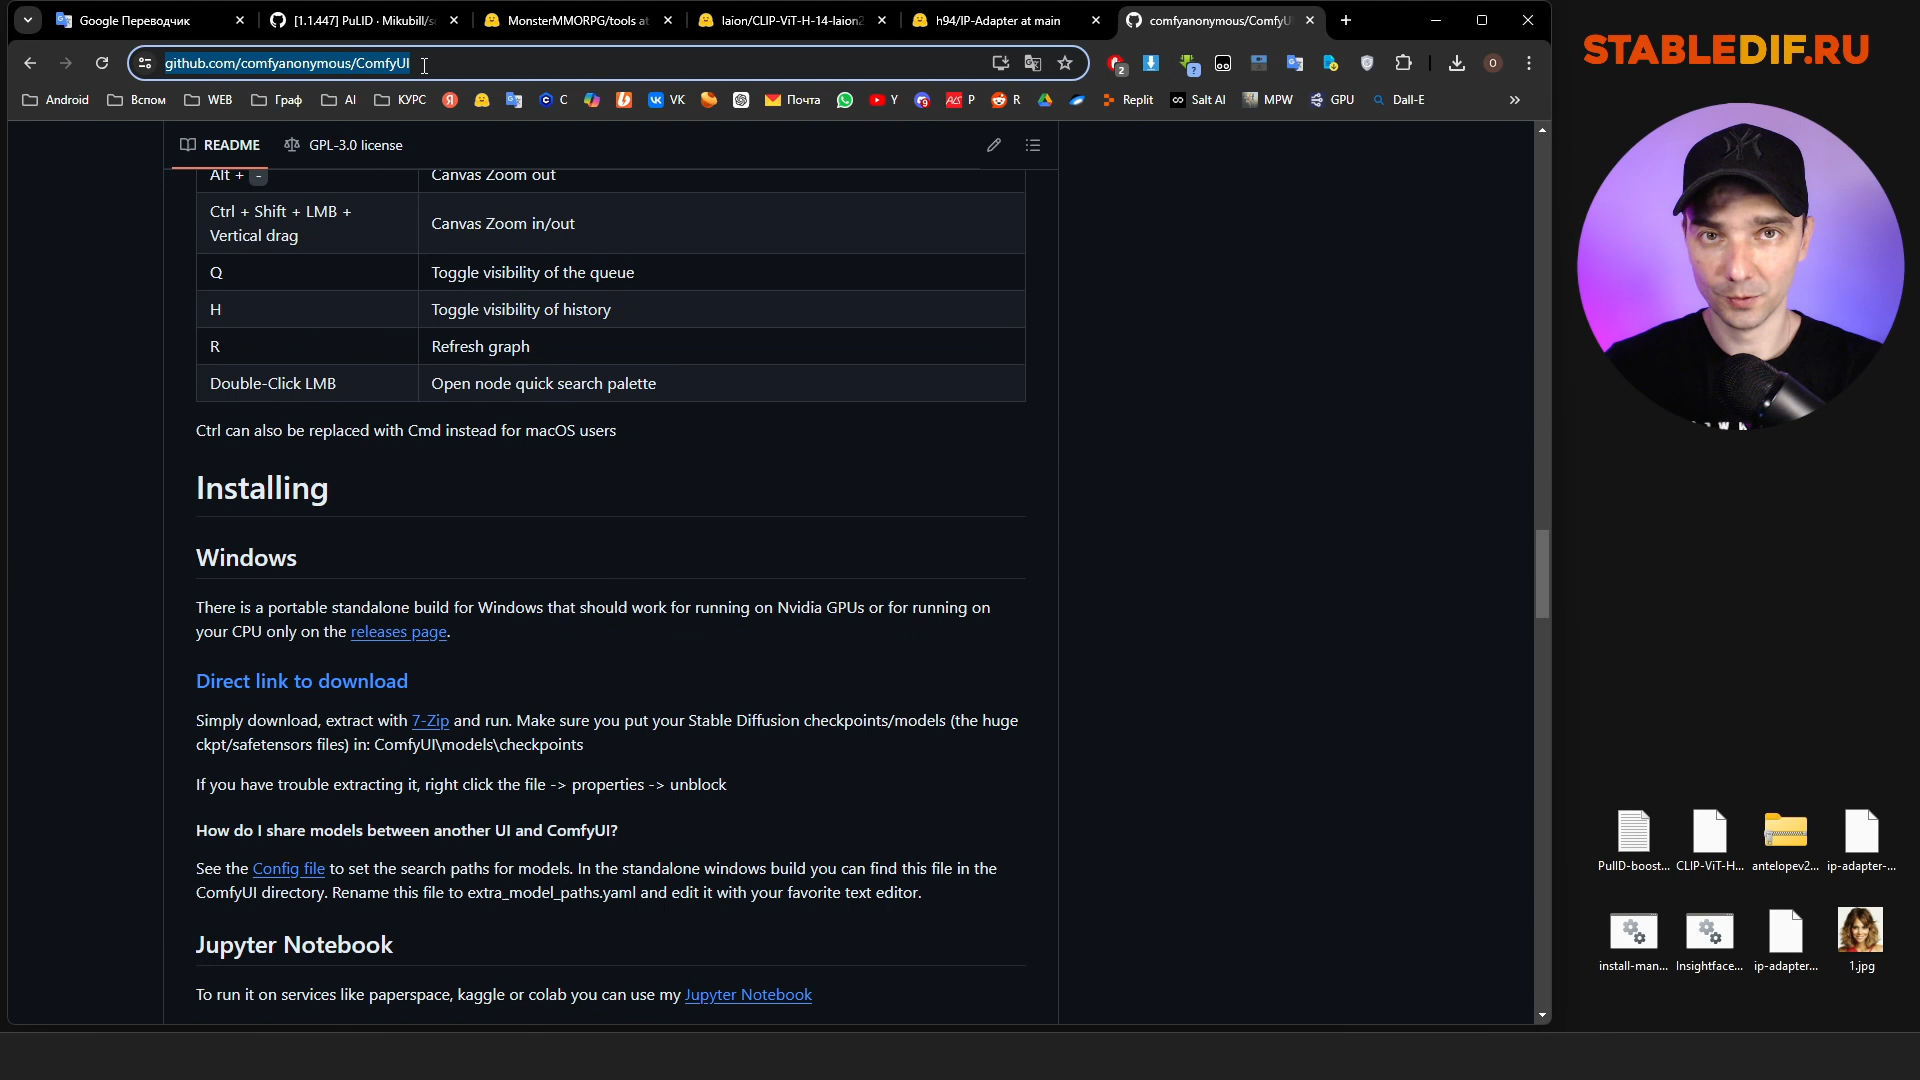 Google Переводчик
[1.1.447] PuLID · Mikubill/s
MonsterMMORPG/tools at
laion/CLIP-ViT-H-14-laion2
h94/IP-Adapter at main
comfyanonymous/ComfyU
STABLEDIF.RU
github.com/comfyanonymous/ComfyUI
2
?
O
Android
Вспом
WEB
Граф
AI
КУРС
Я
C
VK
Почта
Y
ALS P
R
Replit
Salt AI
MPW
GPU
Dall-E
README
GPL-3.0 license
Alt + -
Canvas Zoom out
Ctrl + Shift + LMB +
Vertical drag
Canvas Zoom in/out
Q
Toggle visibility of the queue
H
Toggle visibility of history
R
Refresh graph
Double-Click LMB
Open node quick search palette
Ctrl can also be replaced with Cmd instead for macOS users
Installing
Windows
There is a portable standalone build for Windows that should work for running on Nvidia GPUs or for running on
your CPU only on the releases page.
Direct link to download
Simply download, extract with 7-Zip and run. Make sure you put your Stable Diffusion checkpoints/models (the huge
ckpt/safetensors files) in: ComfyUI\models\checkpoints
If you have trouble extracting it, right click the file -> properties -> unblock
How do I share models between another UI and ComfyUI?
See the Config file to set the search paths for models. In the standalone windows build you can find this file in the
ComfyUI directory. Rename this file to extra_model_paths.yaml and edit it with your favorite text editor.
Jupyter Notebook
To run it on services like paperspace, kaggle or colab you can use my Jupyter Notebook
PulID-boost...
CLIP-ViT-H...
antelopev2...
ip-adapter-...
install-man...
Insightface...
ip-adapter...
1.jpg